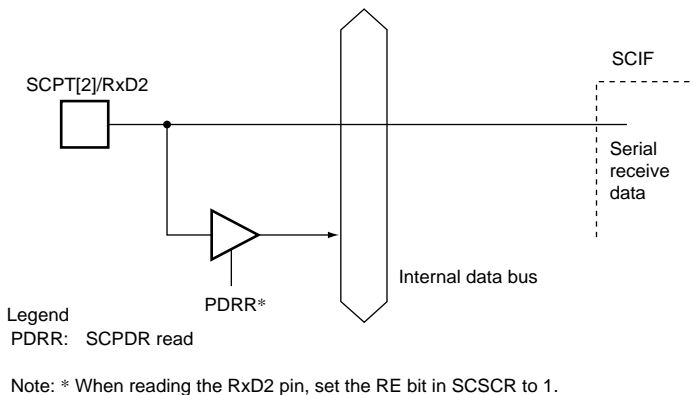 SCIF
SCPT[2]/RxD2
Serial
receive
data
Internal data bus
PDRR*
Legend
PDRR: SCPDR read
Note: * When reading the RxD2 pin, set the RE bit in SCSCR to 1.